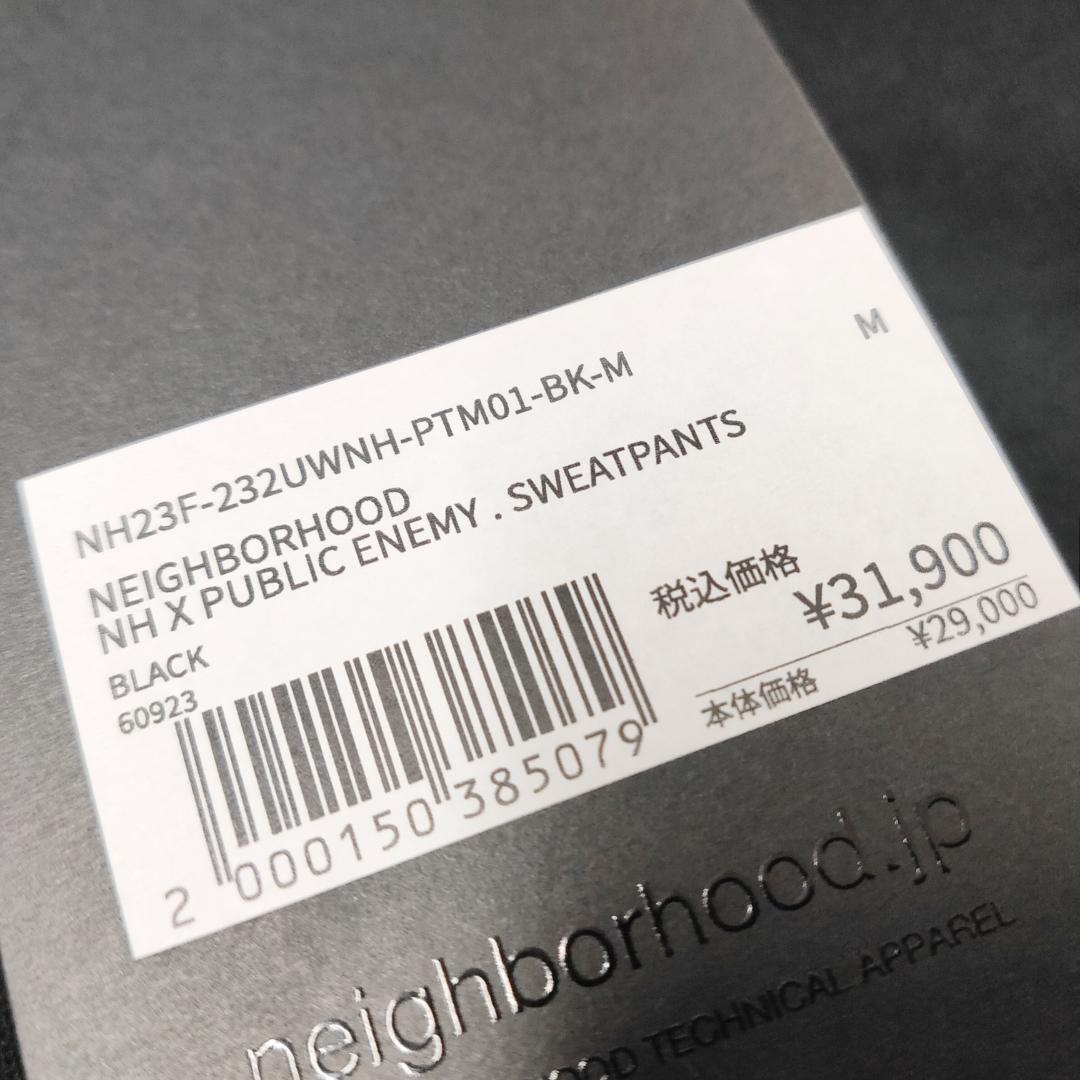 M
NH23F-232UWNH-PTM01-BK-M
NEIGHBORHOOD
NH X PUBLIC ENEMY . SWEATPANTS
BLACK
60923
税込価格 ¥31,900
本体価格 ¥29,000
2 000150 385079
neighborhood.jp
TECHNICAL APPAREL